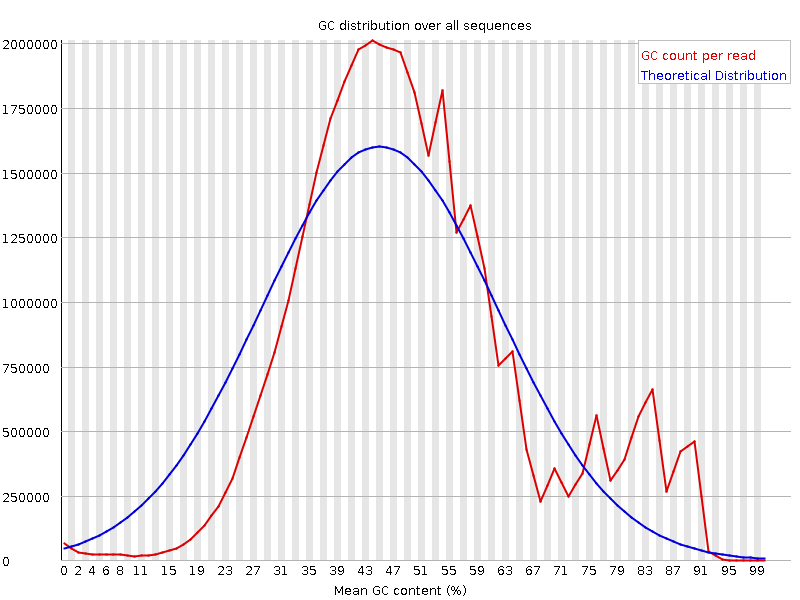 GC distribution over all sequences
GC count per read
Theoretical Distribution
2000000
1750000
1500000
1250000
1000000
750000
500000
250000
0
0 2 4 6 8 11 15 19 23 27 31 35 39 43 47 51 55 59 63 67 71 75 79 83 87 91 95 99
Mean GC content (%)